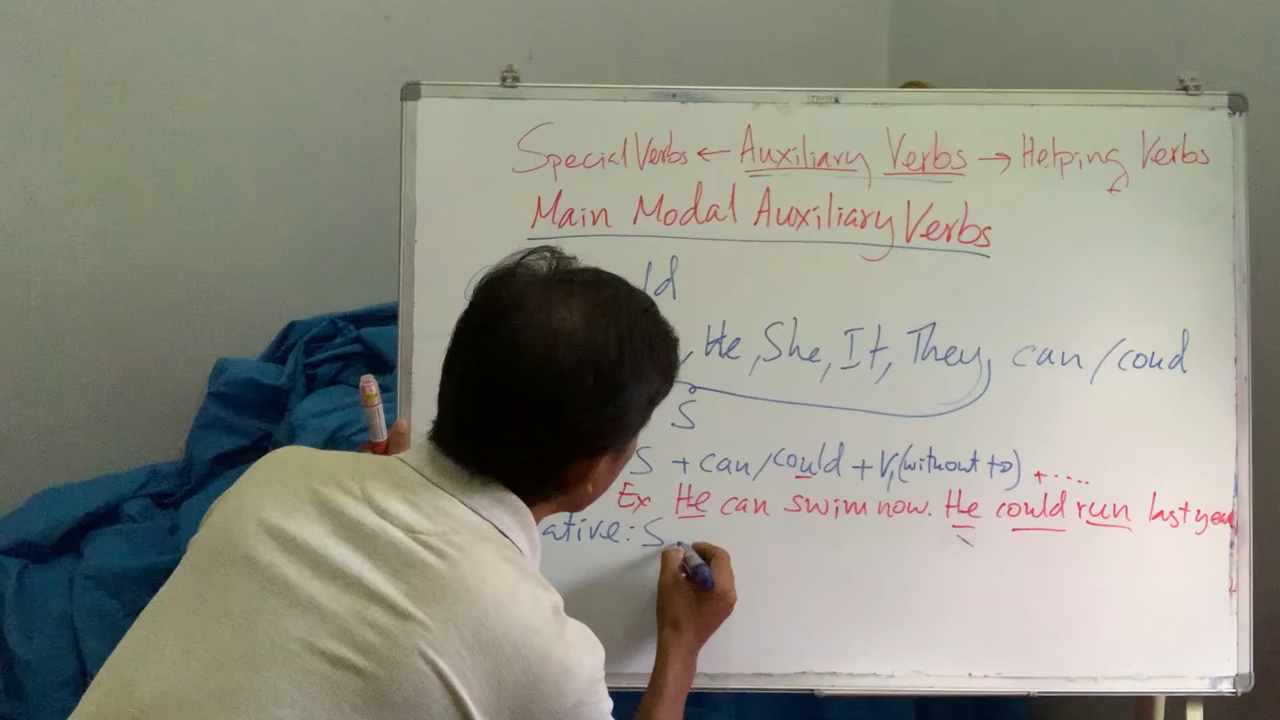 Special Verbs ← Auxiliary Verbs → Helping Verbs
Main Modal Auxiliary Verbs
ld
, He, She, It, They, can/coud
S
S + can/could + V1(without to) + .....
Ex He can swim now. He could run last year
ative: S